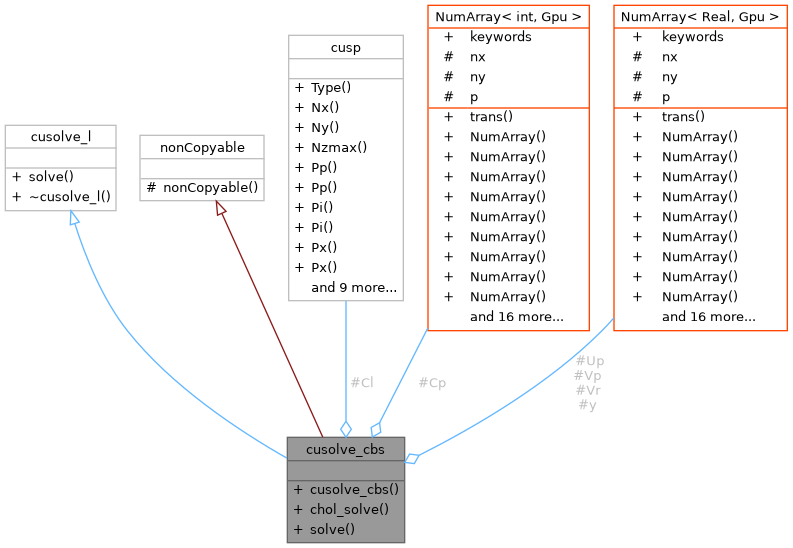 cusolve_l
+ solve()
+ ~cusolve_l()
nonCopyable
# nonCopyable()
cusp
+ Type()
+ Nx()
+ Ny()
+ Nzmax()
+ Pp()
+ Pp()
+ Pi()
+ Pi()
+ Px()
+ Px()
and 9 more...
NumArray< int, Gpu >
+ keywords
# nx
# ny
# p
+ trans()
+ NumArray()
+ NumArray()
+ NumArray()
+ NumArray()
+ NumArray()
+ NumArray()
+ NumArray()
+ NumArray()
+ NumArray()
and 16 more...
NumArray< Real, Gpu >
+ keywords
# nx
# ny
# p
+ trans()
+ NumArray()
+ NumArray()
+ NumArray()
+ NumArray()
+ NumArray()
+ NumArray()
+ NumArray()
+ NumArray()
+ NumArray()
and 16 more...
#Cl
#Cp
#Up
#Vp
#Vr
#y
cusolve_cbs
+ cusolve_cbs()
+ chol_solve()
+ solve()